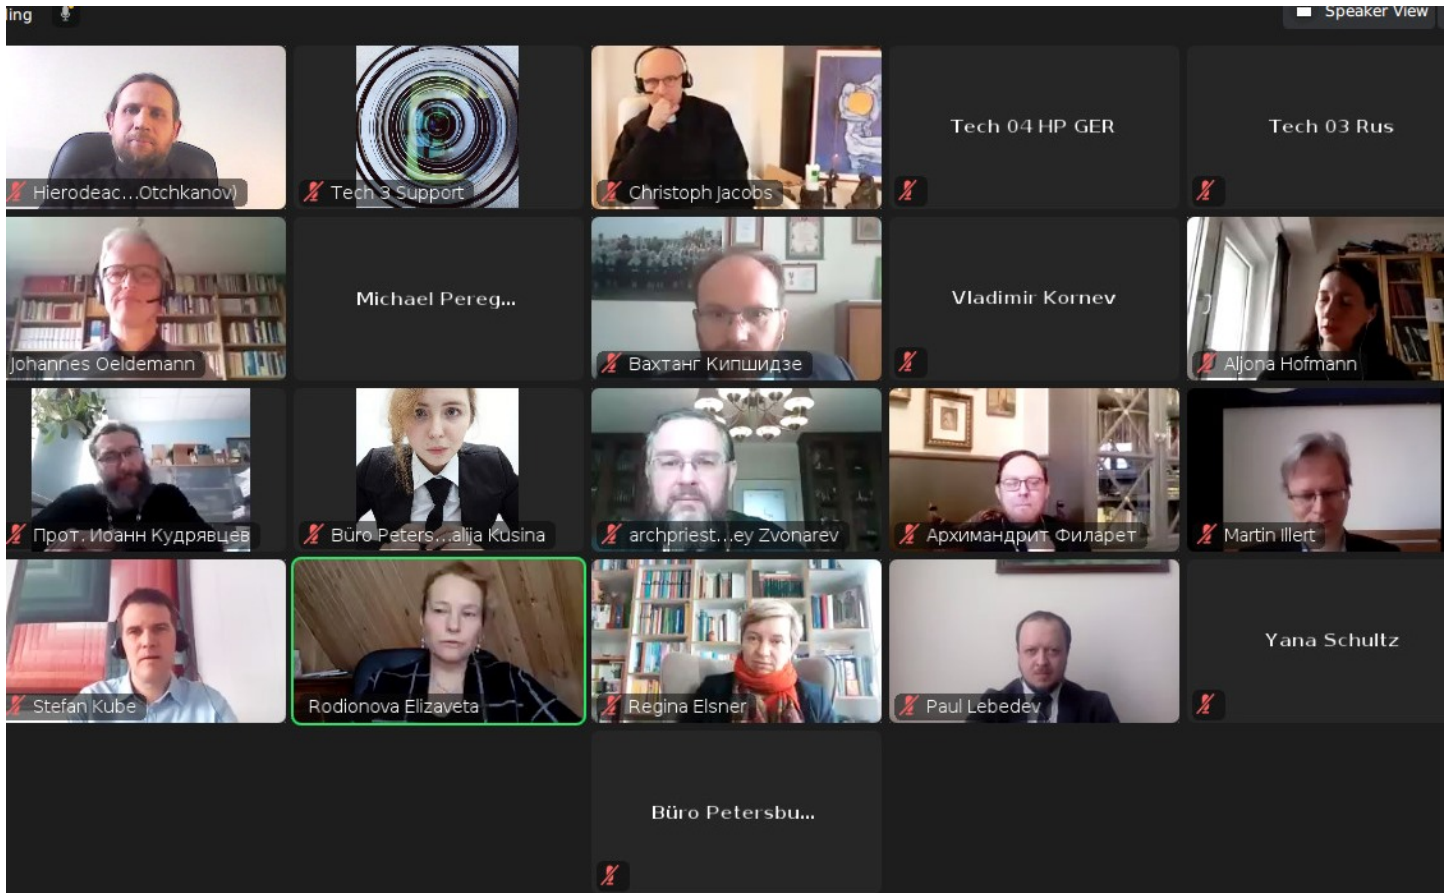 ing
Speaker View
Hierodeac...Otchkanov)
Tech 3 Support
Christoph Jacobs
Tech 04 HP GER
Tech 03 Rus
Johannes Oeldemann
Michael Pereg...
Вахтанг Кипшидзе
Vladimir Kornev
Aljona Hofmann
Прот. Иоанн Кудрявцев
Büro Peters...alija Kusina
archpriest...ey Zvonarev
Архимандрит Филарет
Martin Illert
Stefan Kube
Rodionova Elizaveta
Regina Elsner
Paul Lebedev
Yana Schultz
Büro Petersbu...